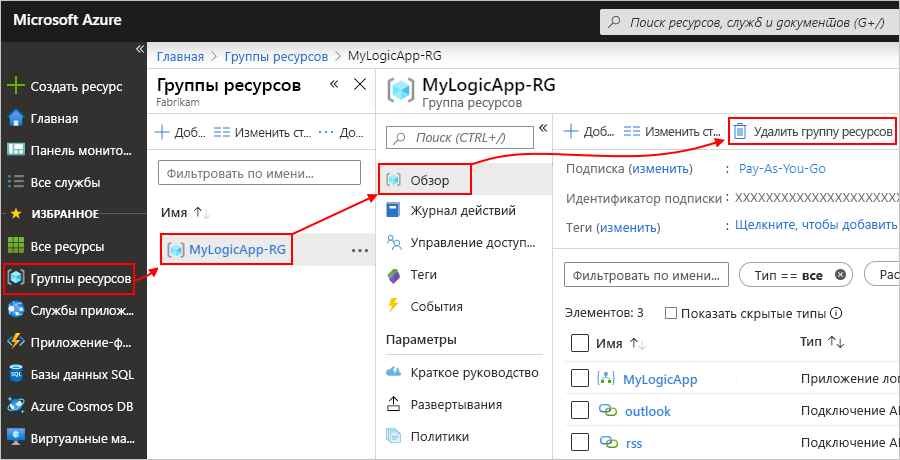 Microsoft Azure
Поиск ресурсов, служб и документов (G+/)
«
Создать ресурс
Главная
Панель монито...
Все службы
ИЗБРАННОЕ
Все ресурсы
Группы ресурсов
Службы прилож...
Приложение-ф...
Базы данных SQL
Azure Cosmos DB
Виртуальные ма...
Главная > Группы ресурсов > MyLogicApp-RG
Группы ресурсов « ×
Fabrikam
+ Доб... Изменить ст... ··· До...
Фильтровать по имени...
Имя ↑↓
MyLogicApp-RG ···
MyLogicApp-RG
Группа ресурсов
Поиск (CTRL+/) «
Обзор
Журнал действий
Управление доступ...
Теги
События
Параметры
Краткое руководство
Развертывания
Политики
+ Доб... Изменить ст... Удалить группу ресурсов
Подписка (изменить) : Pay-As-You-Go
Идентификатор подписки : XXXXXXXXXXXXXXXXXXXXX
Теги (изменить) : Щелкните, чтобы добавить
Фильтровать по имени... Тип == все Рас
Элементов: 3 Показать скрытые типы
Имя ↑↓ Тип ↑↓
MyLogicApp Приложение лог
outlook Подключение AP
rss Подключение AP